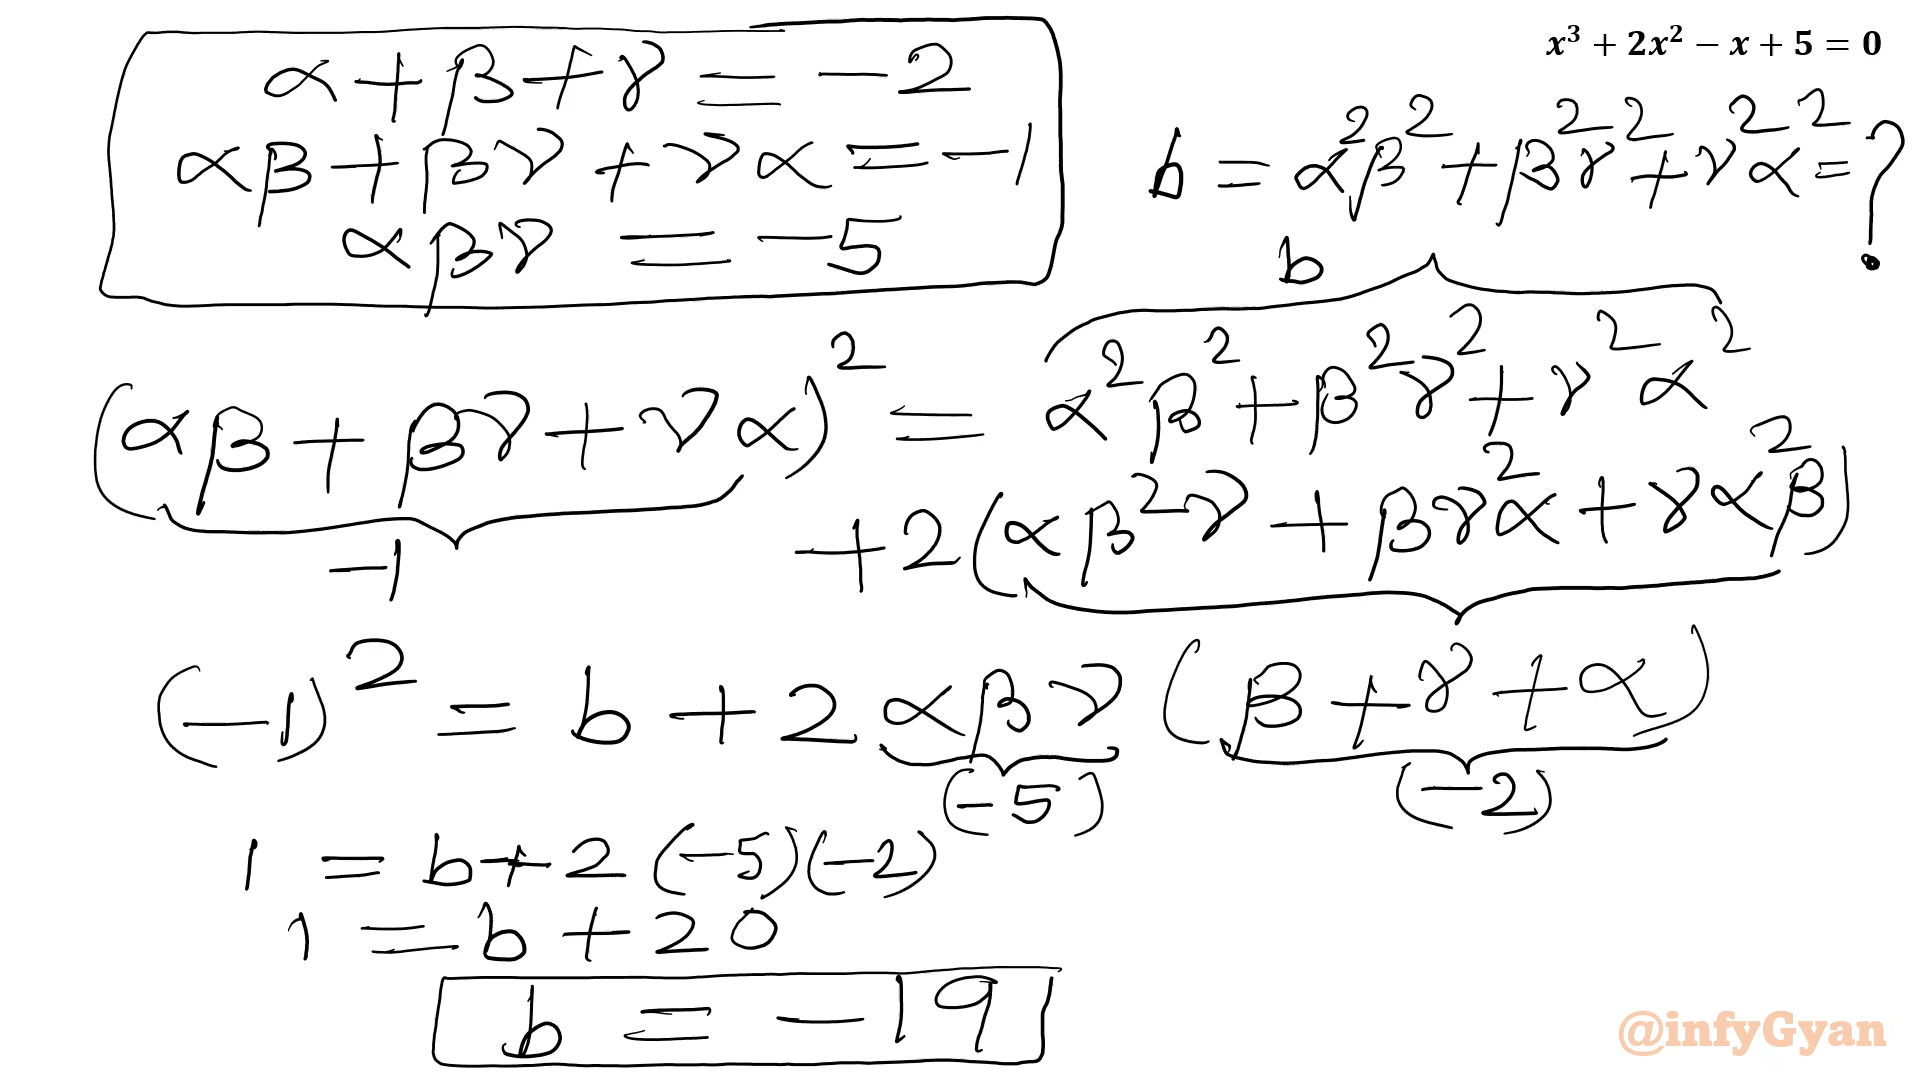 x³ + 2x² − x + 5 = 0
α + β + γ = −2
αβ + βγ + γα = −1
αβγ = −5
b = α²β² + β²γ² + γ²α² = ?
b
(αβ + βγ + γα)² = α²β² + β²γ² + γ²α²
+ 2(αβ²γ + βγ²α + γα²β)
−1
(−1)² = b + 2αβγ (β + γ + α)
(−5) (−2)
1 = b + 2(−5)(−2)
1 = b + 20
b = −19
@infyGyan